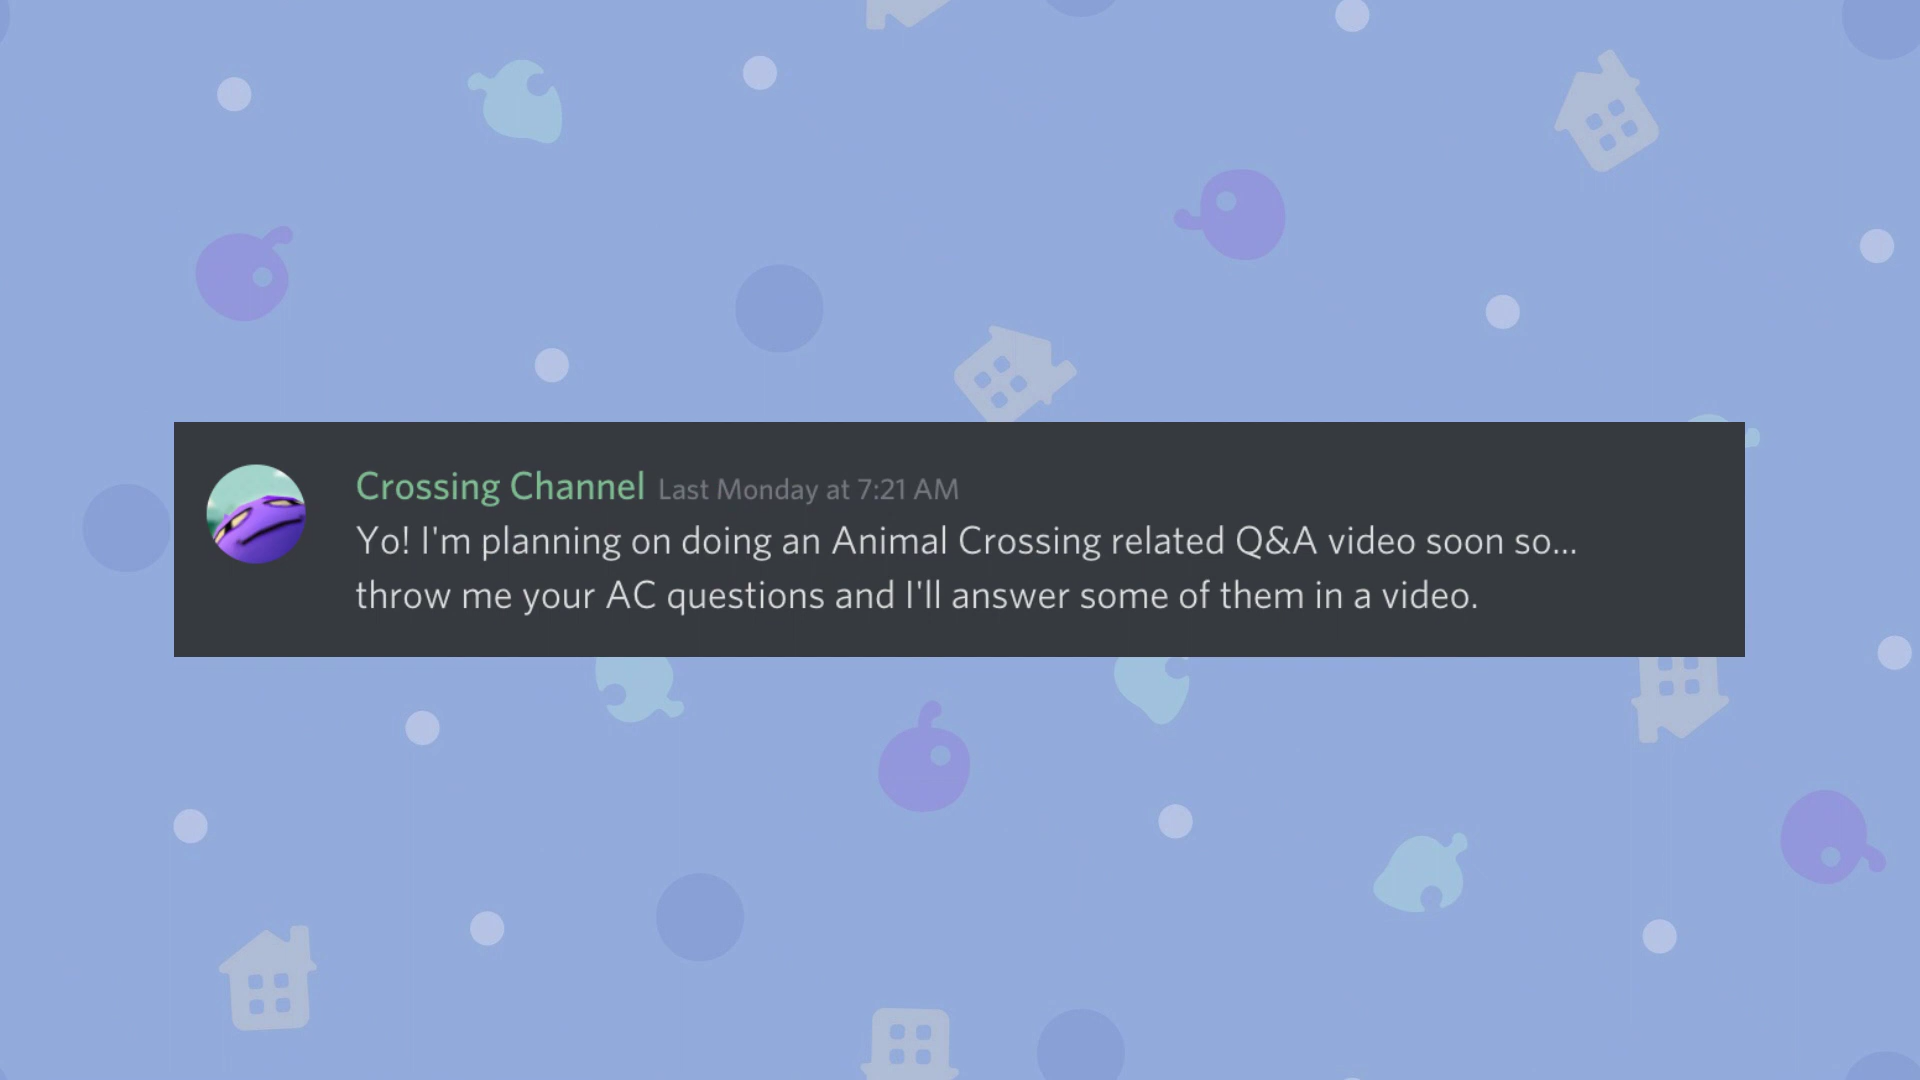 Crossing Channel Last Monday at 7:21 AM
Yo! I'm planning on doing an Animal Crossing related Q&A video soon so...
throw me your AC questions and I'll answer some of them in a video.